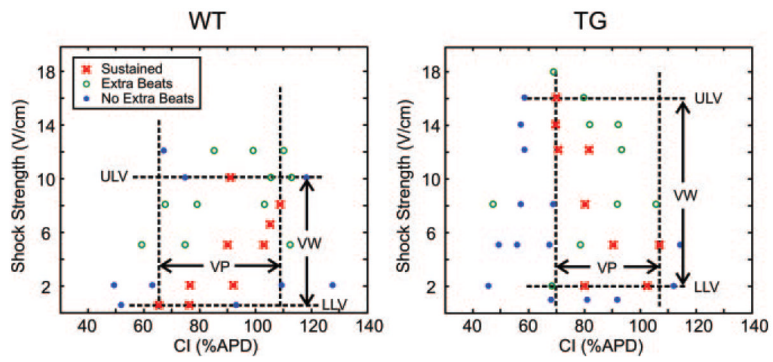 WT
TG
Shock Strength (V/cm)
18
14
10
6
2
Sustained
Extra Beats
No Extra Beats
ULV
VW
VP
LLV
40 60 80 100 120 140
CI (%APD)
Shock Strength (V/cm)
18
14
10
6
2
ULV
VW
VP
LLV
40 60 80 100 120 140
CI (%APD)